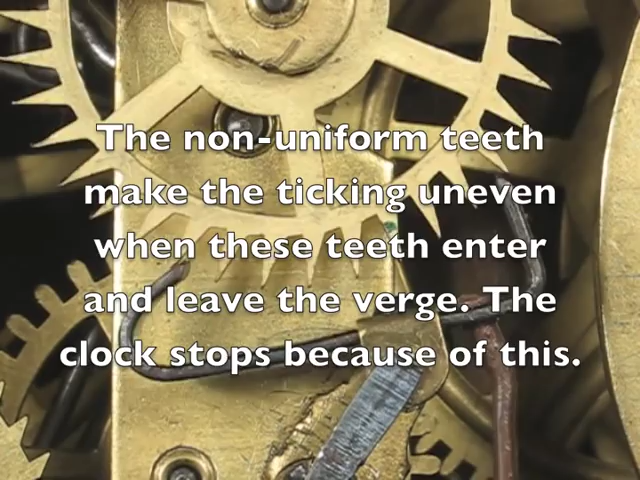 The non-uniform teeth
make the ticking uneven
when these teeth enter
and leave the verge. The
clock stops because of this.